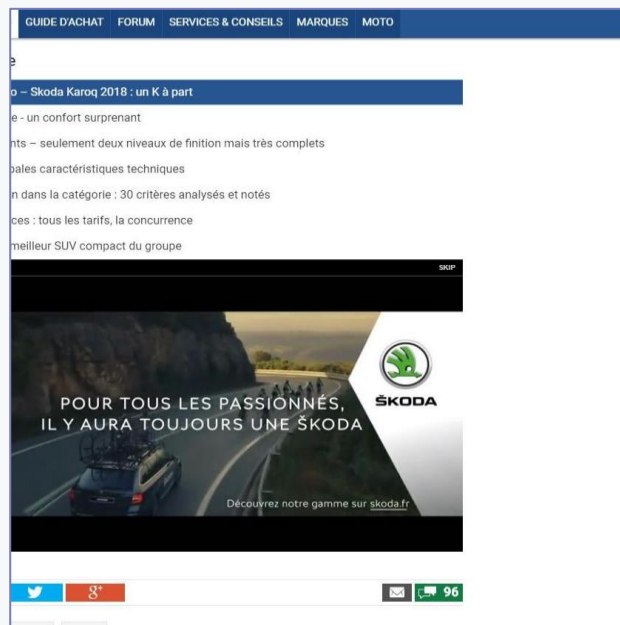 GUIDE D'ACHAT FORUM SERVICES & CONSEILS MARQUES MOTO
e
o – Skoda Karoq 2018 : un K à part
e - un confort surprenant
nts – seulement deux niveaux de finition mais très complets
pales caractéristiques techniques
n dans la catégorie : 30 critères analysés et notés
ces : tous les tarifs, la concurrence
meilleur SUV compact du groupe
SKIP
ŠKODA
POUR TOUS LES PASSIONNÉS,
IL Y AURA TOUJOURS UNE ŠKODA
Découvrez notre gamme sur skoda.fr
g+ 96